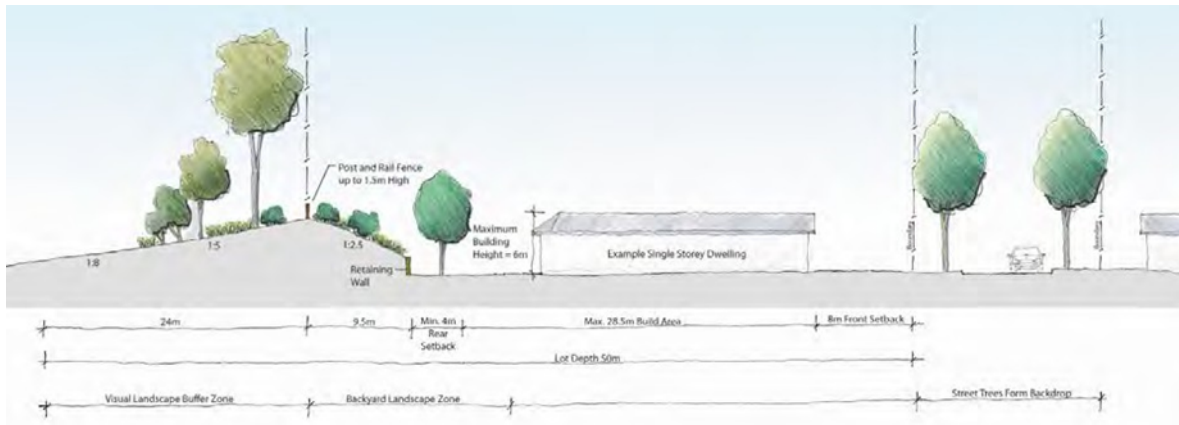 Post and Rail Fence
up to 1.5m High
1:8
1:5
1:2.5
Retaining
Wall
Maximum
Building
Height = 6m
Example Single Storey Dwelling
Boundary
Boundary
24m
9.5m
Min. 4m
Rear
Setback
Max. 28.5m Build Area
8m Front Setback
Lot Depth 50m
Visual Landscape Buffer Zone
Backyard Landscape Zone
Street Trees Form Backdrop